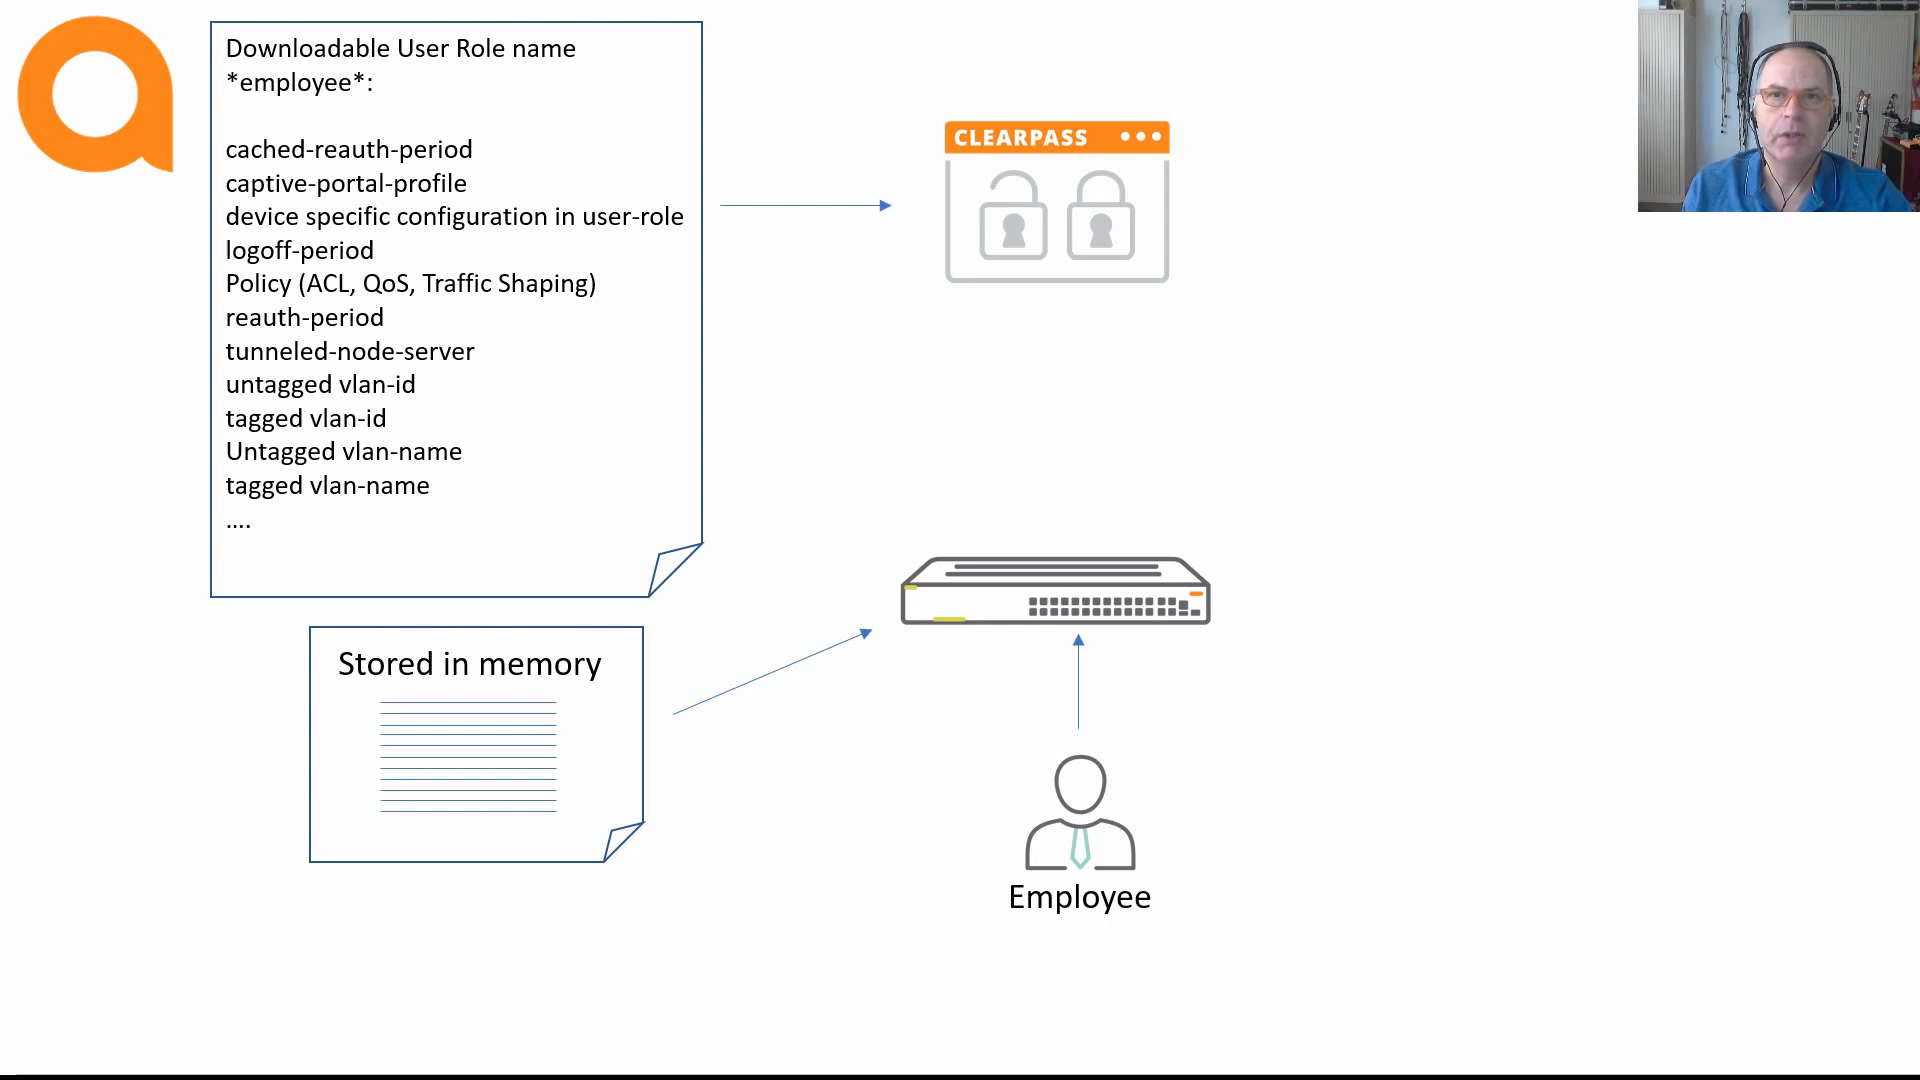 Downloadable User Role name
*employee*:
cached-reauth-period
captive-portal-profile
device specific configuration in user-role
logoff-period
Policy (ACL, QoS, Traffic Shaping)
reauth-period
tunneled-node-server
untagged vlan-id
tagged vlan-id
Untagged vlan-name
tagged vlan-name
....
CLEARPASS
Stored in memory
Employee